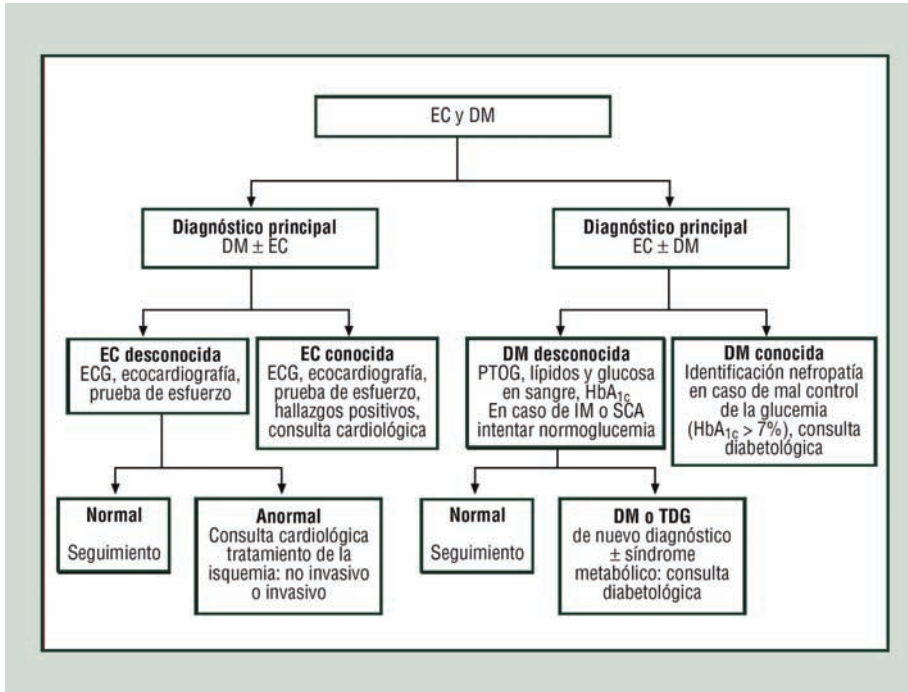 EC y DM
Diagnóstico principal
DM ± EC
Diagnóstico principal
EC ± DM
EC desconocida
ECG, ecocardiografía,
prueba de esfuerzo
EC conocida
ECG, ecocardiografía,
prueba de esfuerzo,
hallazgos positivos,
consulta cardiológica
DM desconocida
PTOG, lípidos y glucosa
en sangre, HbA1c
En caso de IM o SCA
intentar normoglucemia
DM conocida
Identificación nefropatía
en caso de mal control
de la glucemia
(HbA1c > 7%), consulta
diabetológica
Normal
Seguimiento
Anormal
Consulta cardiológica
tratamiento de la
isquemia: no invasivo
o invasivo
Normal
Seguimiento
DM o TDG
de nuevo diagnóstico
± síndrome
metabólico: consulta
diabetológica